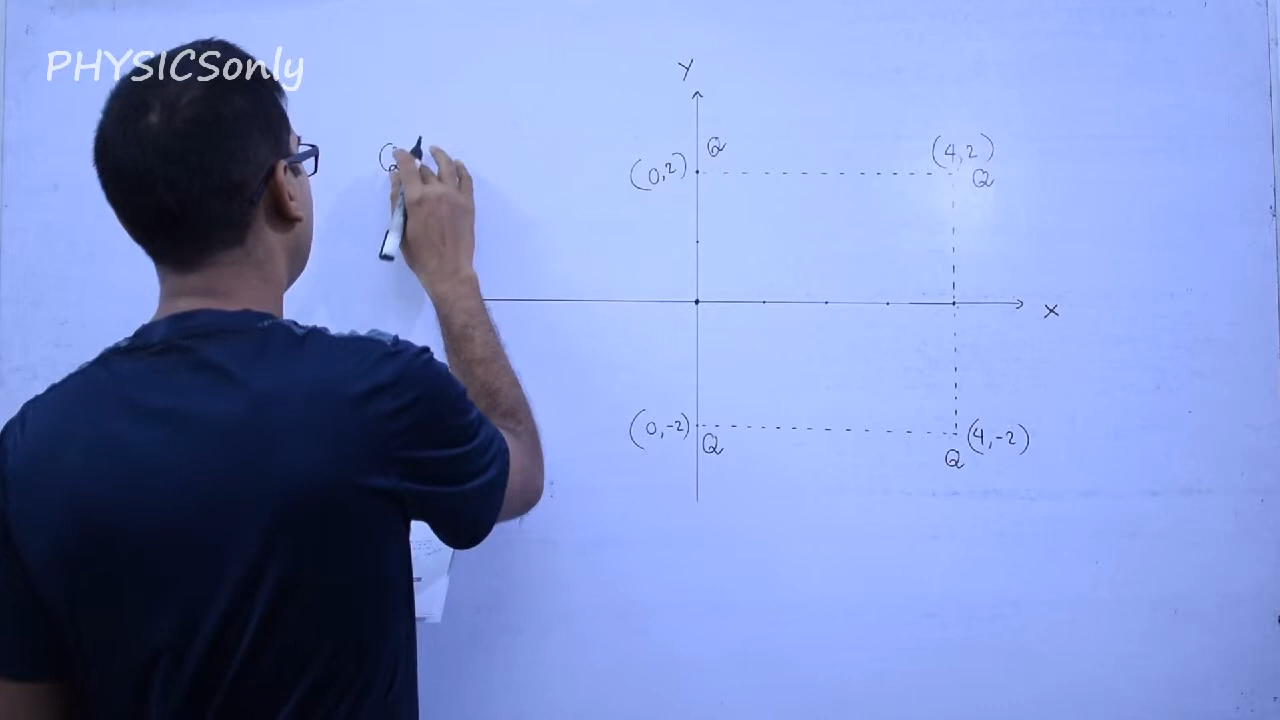 PHYSICSonly
Y
Q
(0,2)
(4,2)
Q
X
(0,-2)
Q
(4,-2)
Q